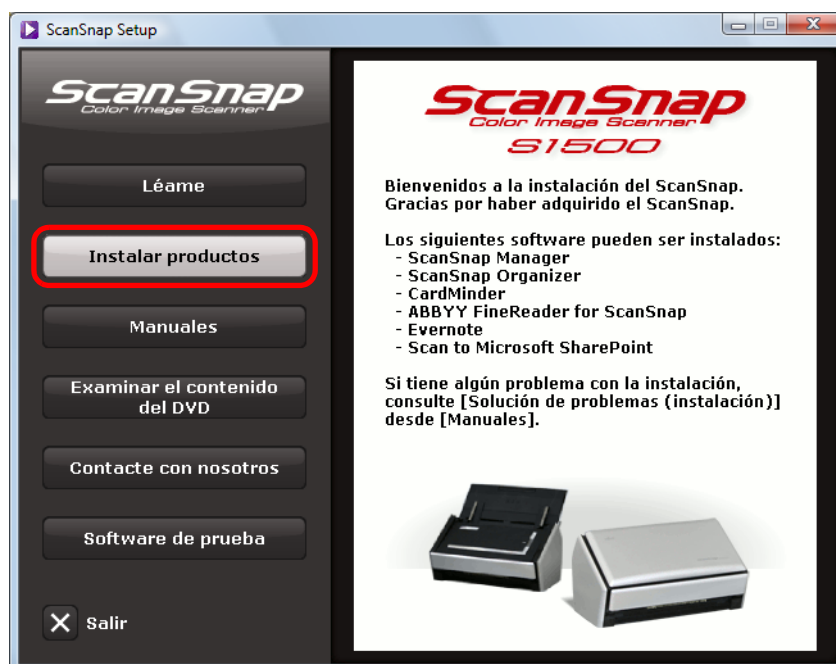 ScanSnap Setup
ScanSnap
Color Image Scanner
Léame
Instalar productos
Manuales
Examinar el contenido
del DVD
Contacte con nosotros
Software de prueba
Salir
ScanSnap
Color Image Scanner
S1500
Bienvenidos a la instalación del ScanSnap.
Gracias por haber adquirido el ScanSnap.
Los siguientes software pueden ser instalados:
- ScanSnap Manager
- ScanSnap Organizer
- CardMinder
- ABBYY FineReader for ScanSnap
- Evernote
- Scan to Microsoft SharePoint
Si tiene algún problema con la instalación,
consulte [Solución de problemas (instalación)]
desde [Manuales].